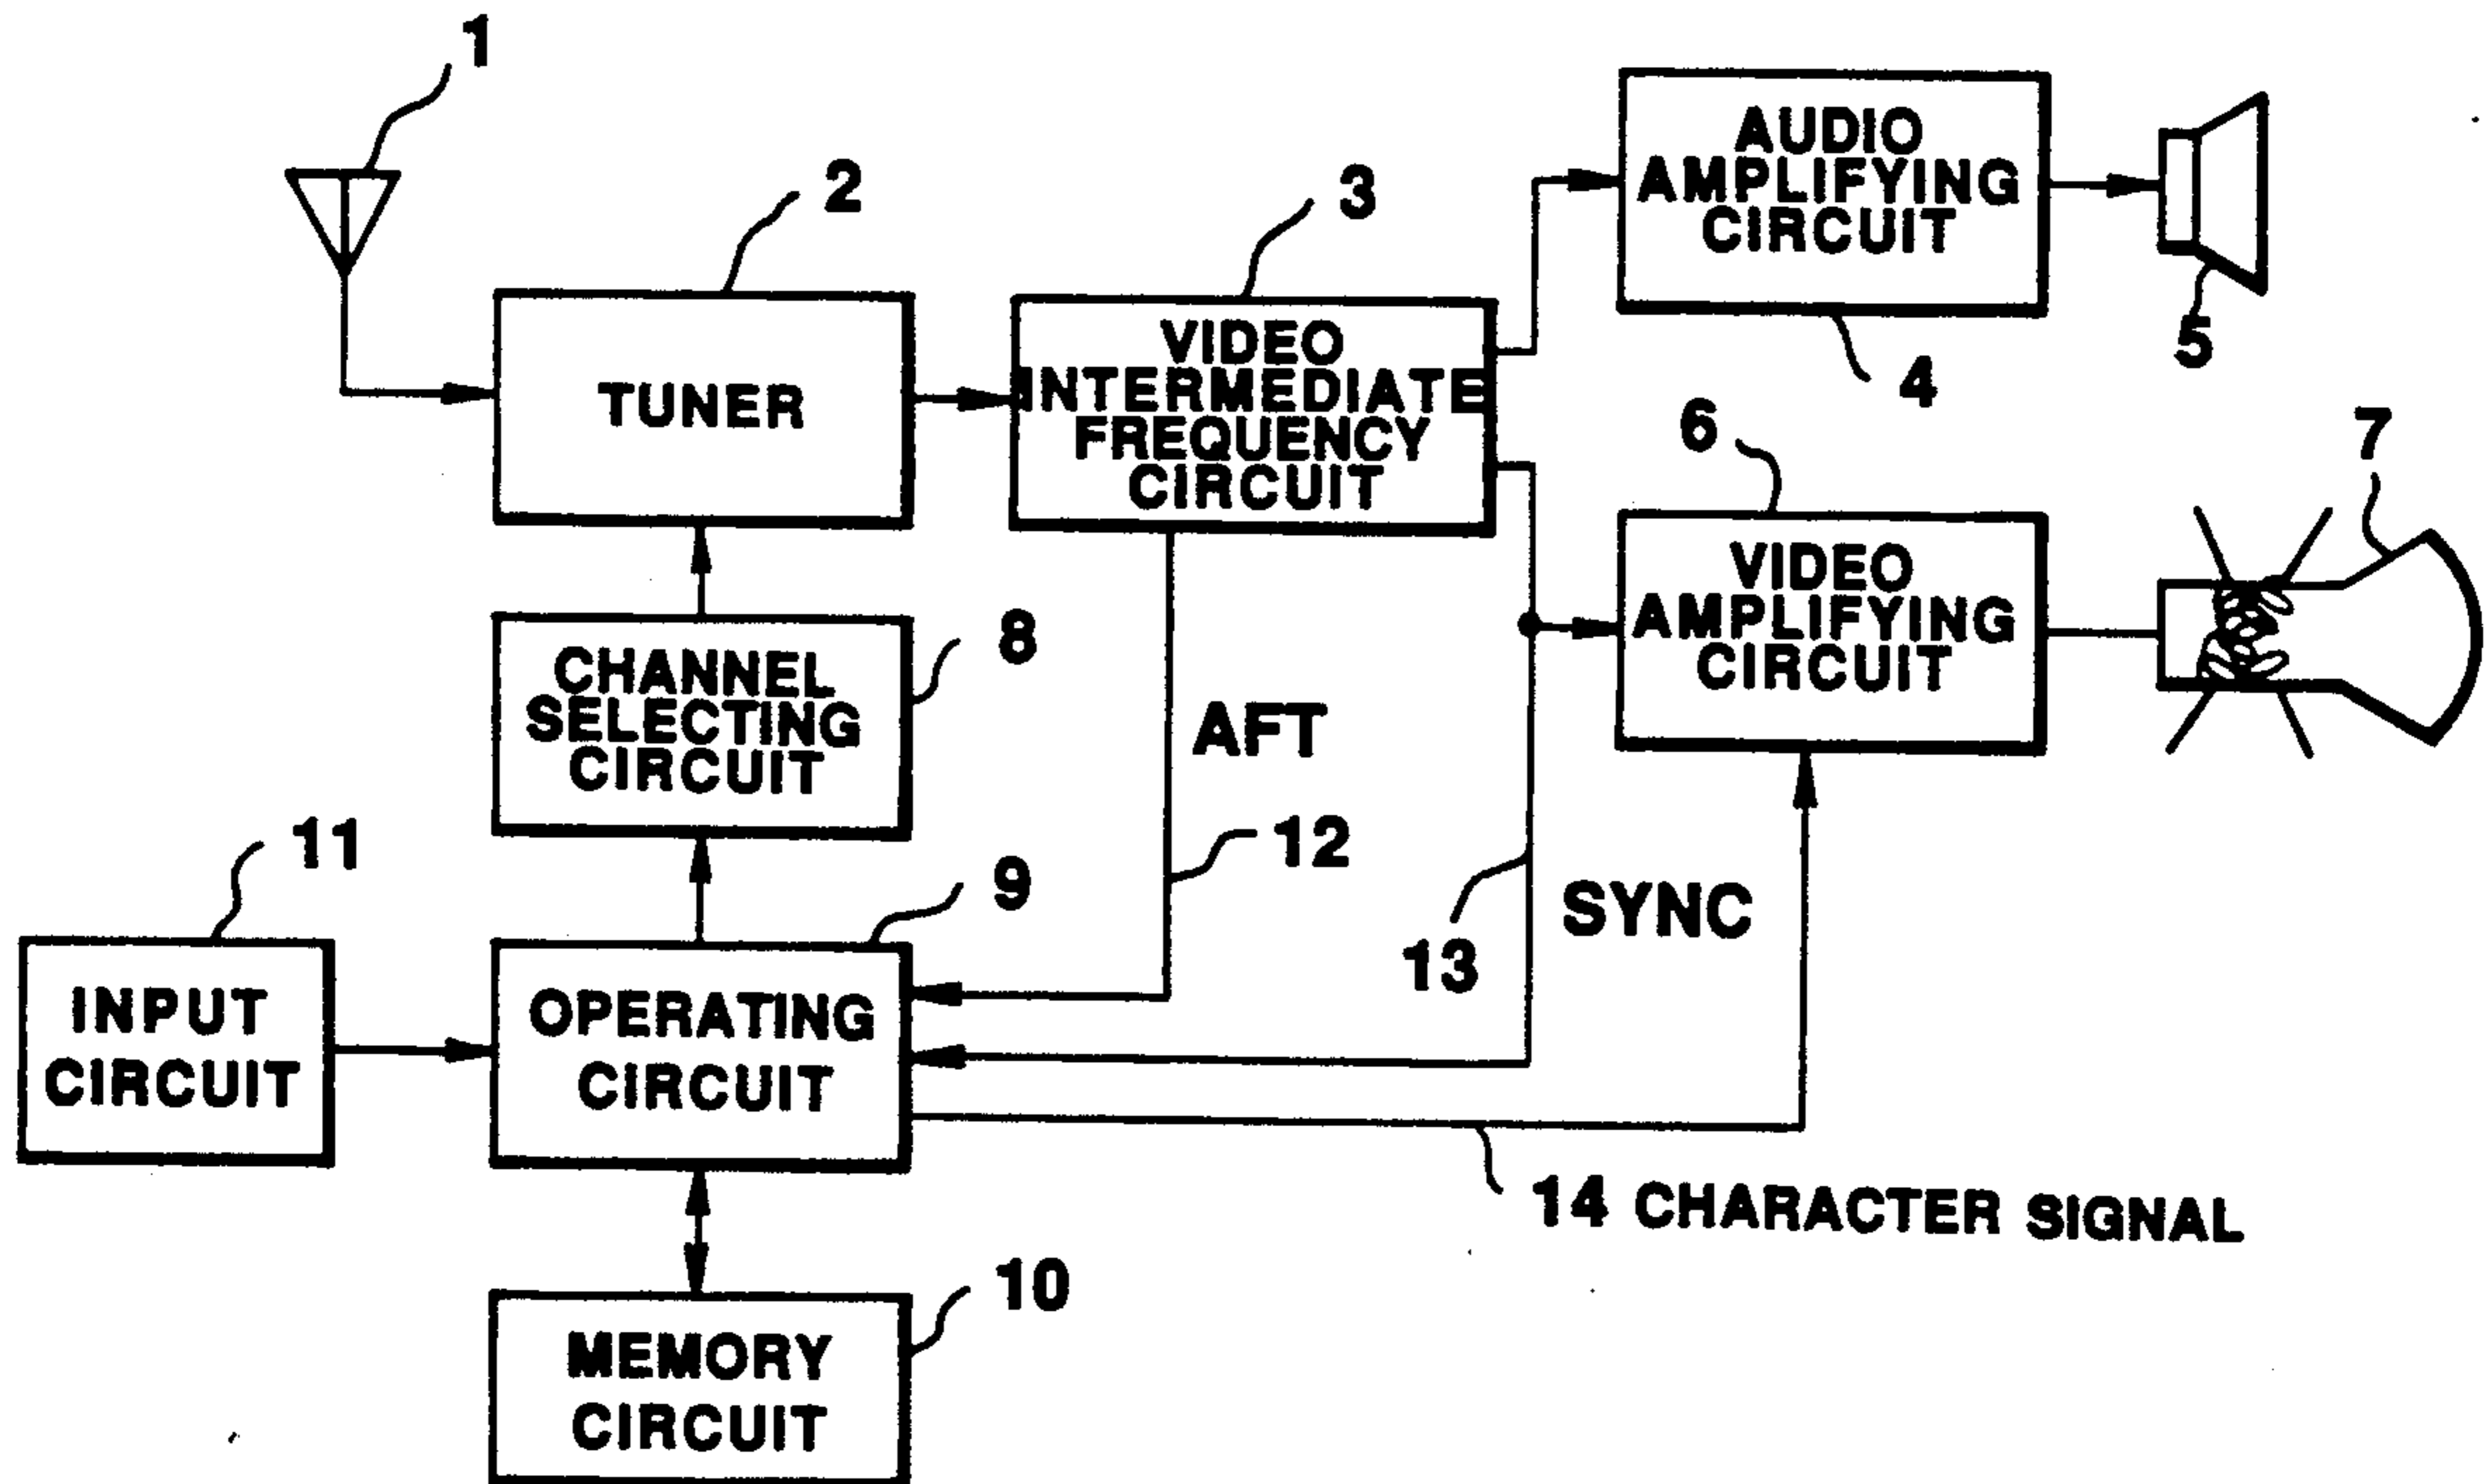 1
2
3
AUDIO
AMPLIFYING
CIRCUIT
4
5
TUNER
VIDEO
INTERMEDIATE
FREQUENCY
CIRCUIT
6
7
VIDEO
AMPLIFYING
CIRCUIT
8
CHANNEL
SELECTING
CIRCUIT
AFT
12
13
SYNC
11
9
INPUT
CIRCUIT
OPERATING
CIRCUIT
14 CHARACTER SIGNAL
10
MEMORY
CIRCUIT